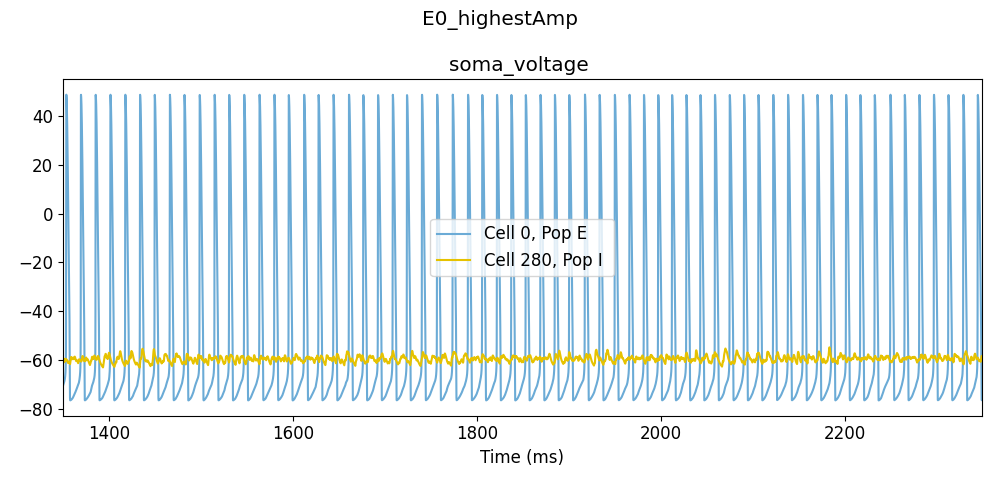 E0_highestAmp
soma_voltage
40
20
0
−20
−40
−60
−80
Cell 0, Pop E
Cell 280, Pop I
1400 1600 1800 2000 2200
Time (ms)